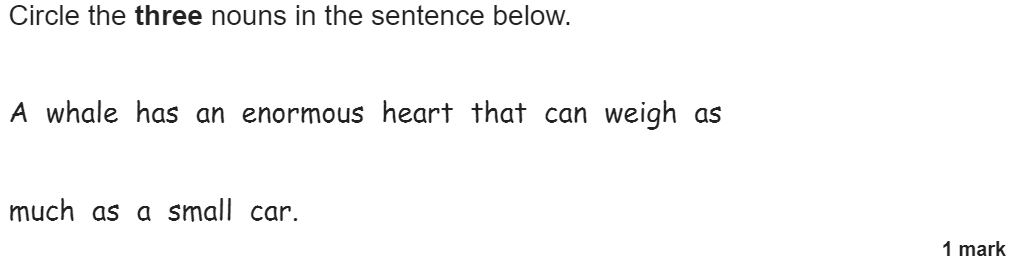 Circle the three nouns in the sentence below.
A whale has an enormous heart that can weigh as
much as a small car.
1 mark